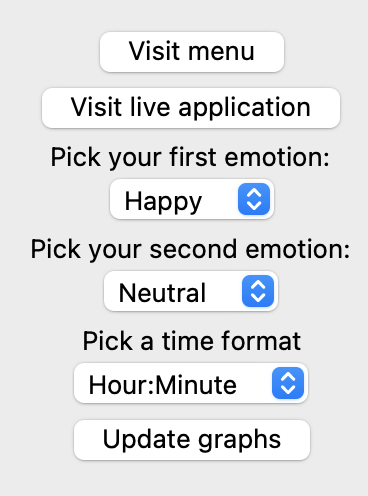 Visit menu
Visit live application
Pick your first emotion:
Happy
Pick your second emotion:
Neutral
Pick a time format
Hour:Minute
Update graphs